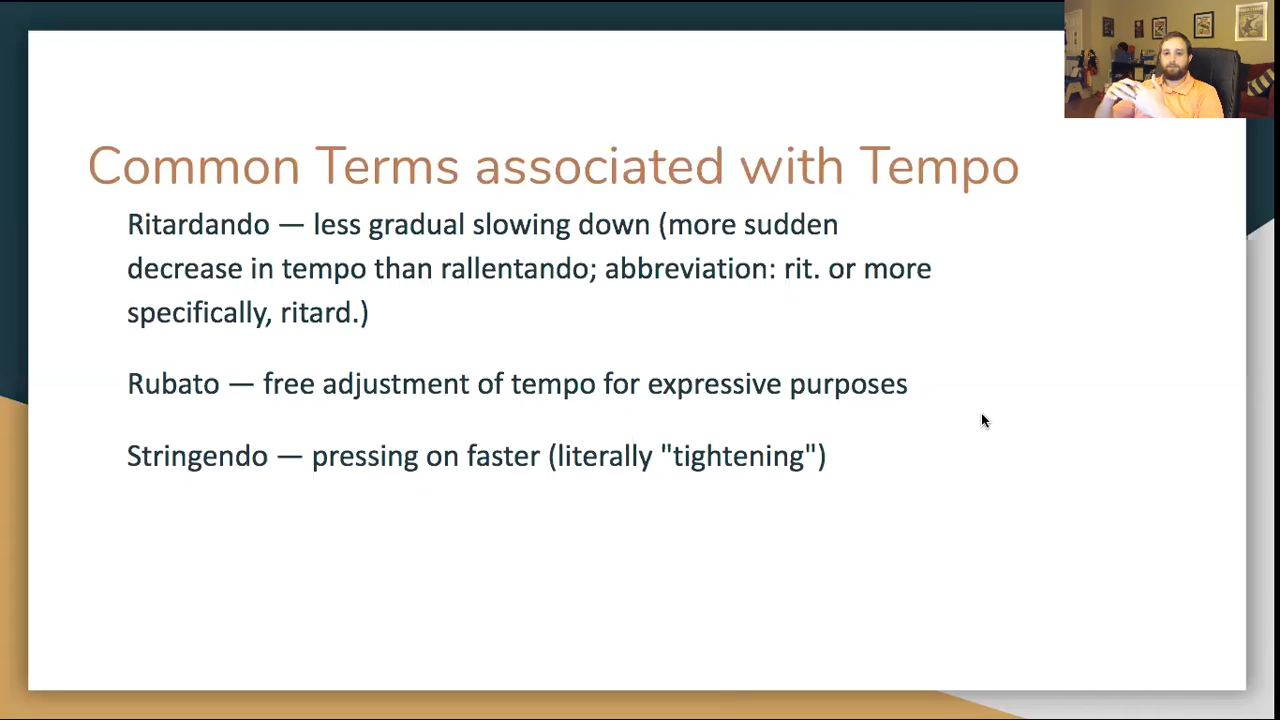 Common Terms associated with Tempo
Ritardando — less gradual slowing down (more sudden
decrease in tempo than rallentando; abbreviation: rit. or more
specifically, ritard.)
Rubato — free adjustment of tempo for expressive purposes
Stringendo — pressing on faster (literally "tightening")